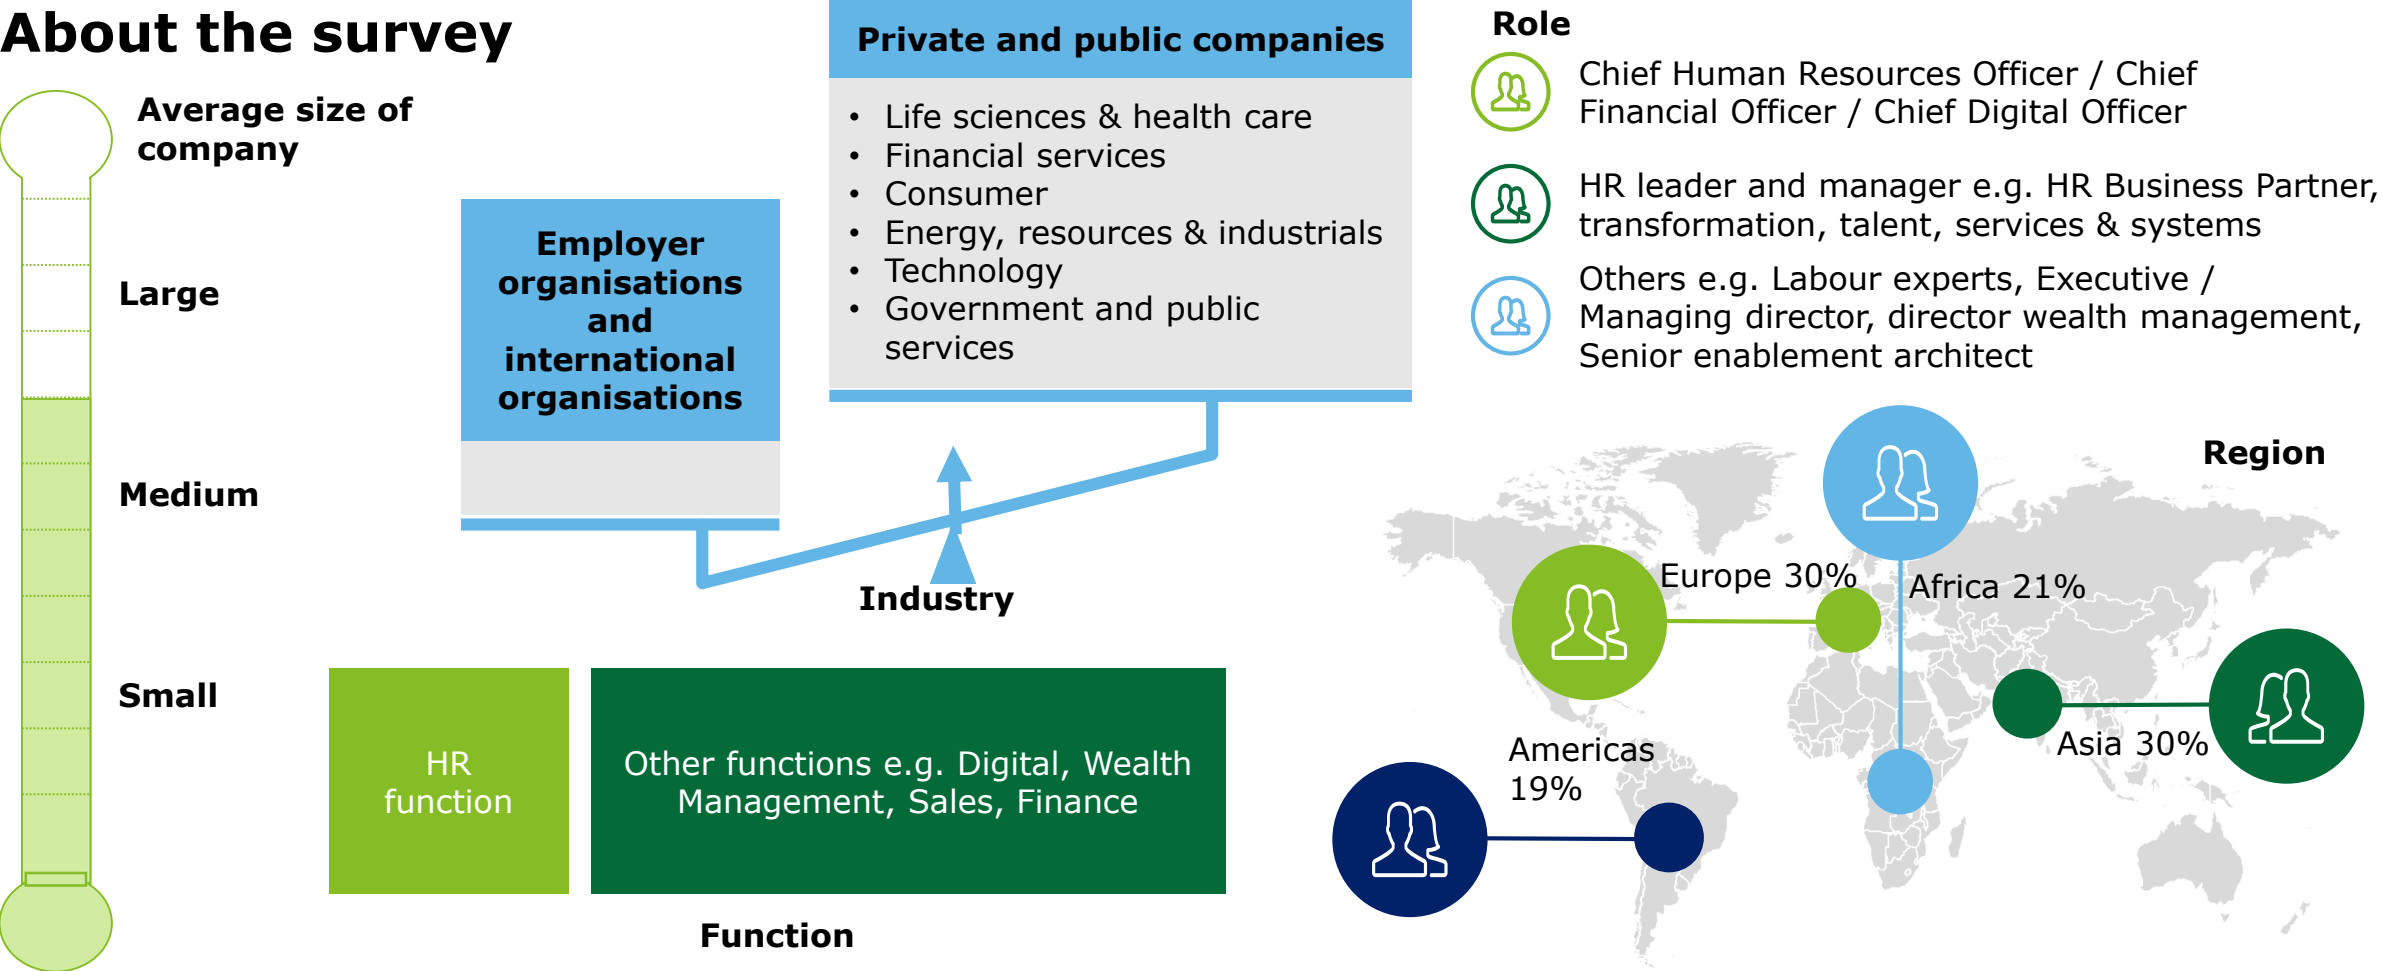 About the survey
Average size of
company
Large
Medium
Small
Employer
organisations
and
international
organisations
Private and public companies
• Life sciences & health care
• Financial services
• Consumer
• Energy, resources & industrials
• Technology
• Government and public
services
Industry
HR
function
Other functions e.g. Digital, Wealth
Management, Sales, Finance
Function
Role
Chief Human Resources Officer / Chief
Financial Officer / Chief Digital Officer
HR leader and manager e.g. HR Business Partner,
transformation, talent, services & systems
Others e.g. Labour experts, Executive /
Managing director, director wealth management,
Senior enablement architect
Region
Europe 30%
Africa 21%
Asia 30%
Americas
19%